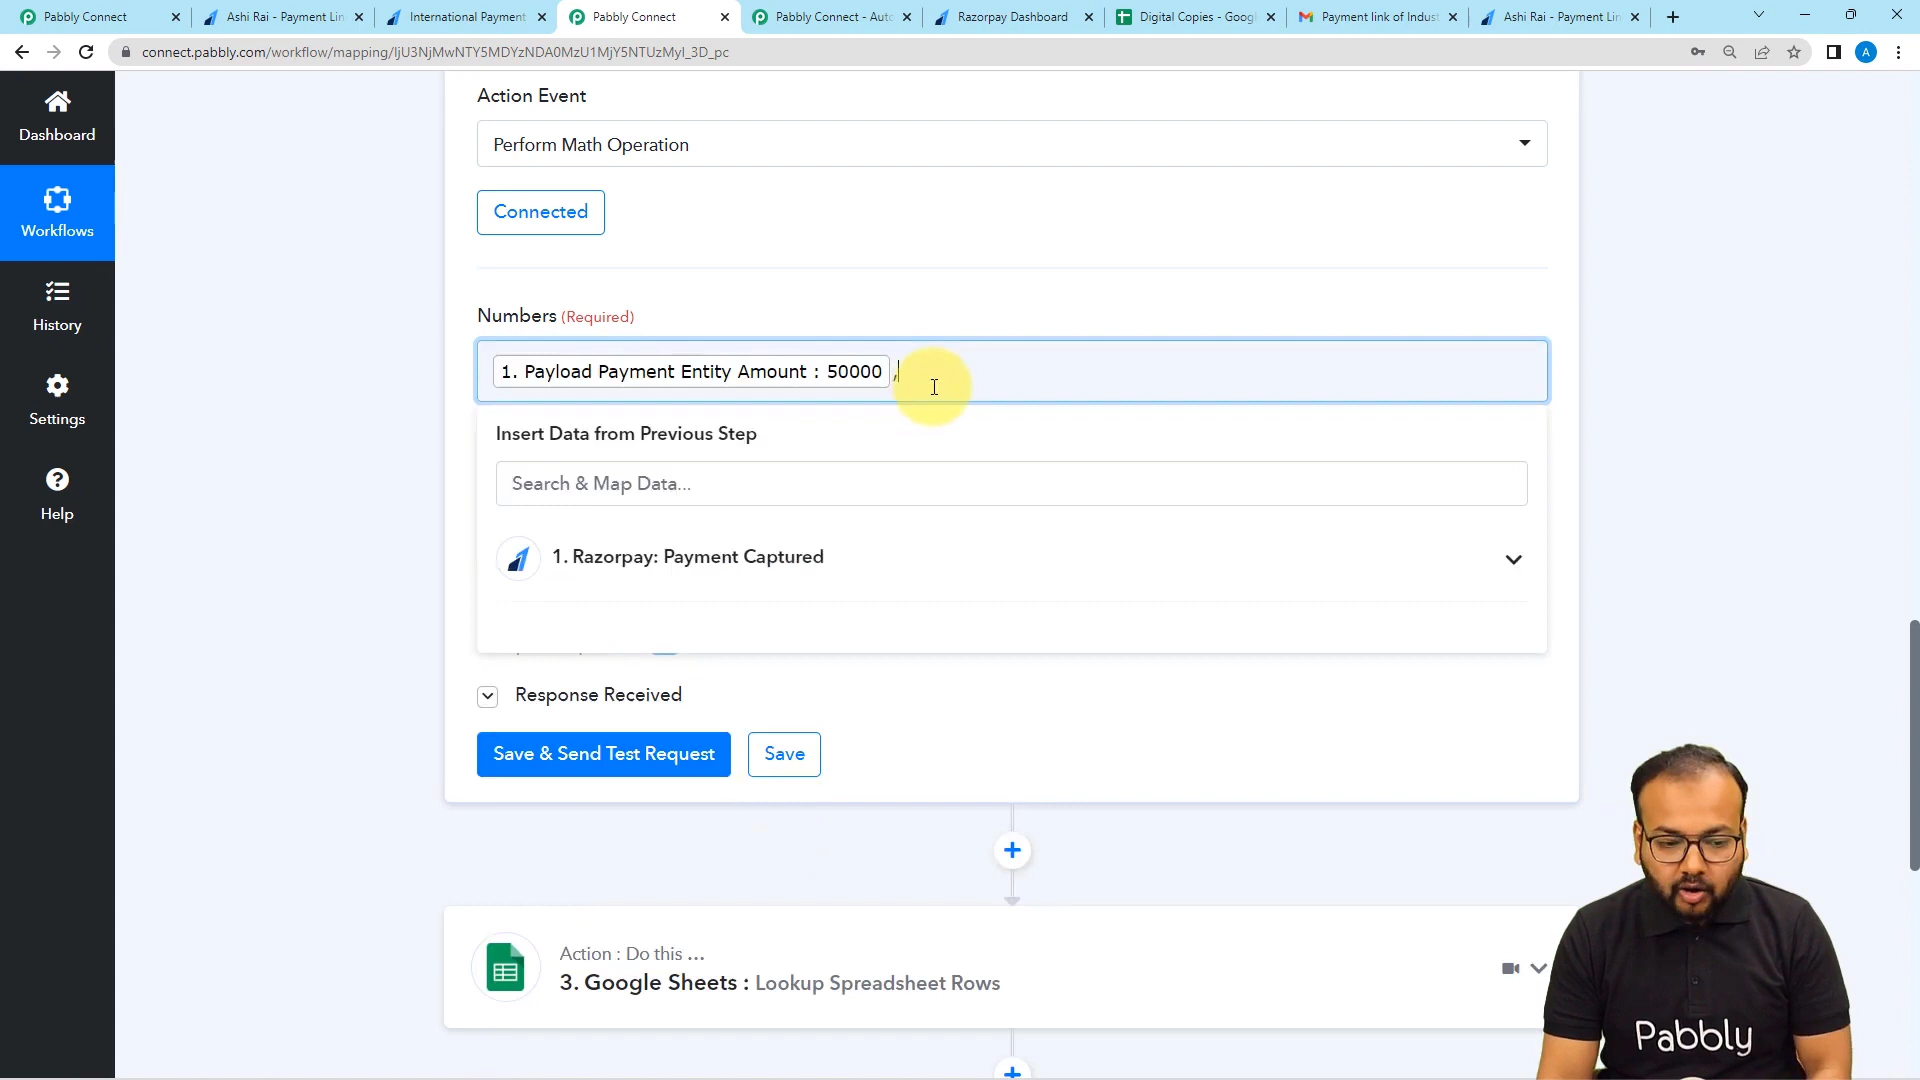 Pabbly Connect
Ashi Rai - Payment Lin
International Payment
Pabbly Connect
Pabbly Connect - Auto
Razorpay Dashboard
Digital Copies - Googl
Payment link of Indust
Ashi Rai - Payment Lin
connect.pabbly.com/workflow/mapping/IjU3NjMwNTY5MDYzNDA0MzU1MjY5NTUzMyI_3D_pc
A
Dashboard
Workflows
History
Settings
Help
Action Event
Perform Math Operation
Connected
Numbers (Required)
1. Payload Payment Entity Amount : 50000 ,
Insert Data from Previous Step
Search & Map Data...
1. Razorpay: Payment Captured
Response Received
Save & Send Test Request
Save
Action : Do this ...
3. Google Sheets : Lookup Spreadsheet Rows
Pabbly